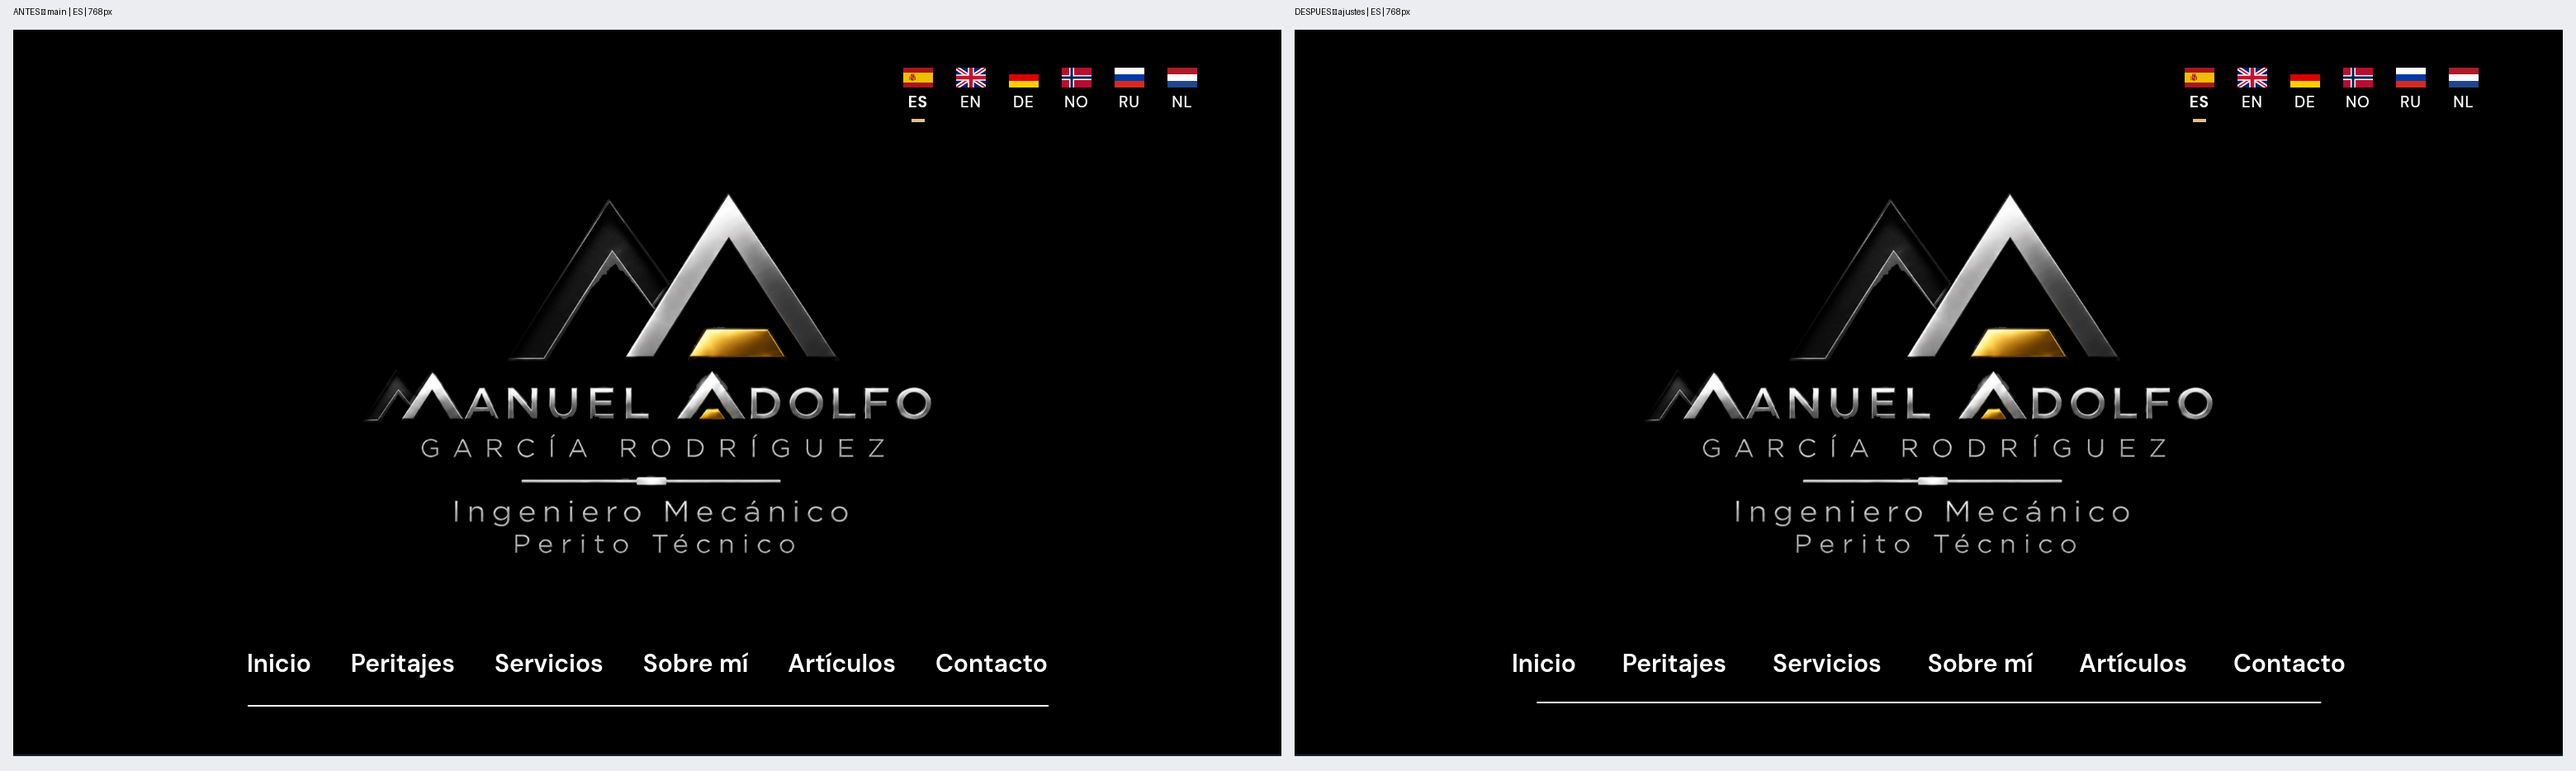 ANTES □ main | ES | 768px
ES EN DE NO RU NL
MANUEL ADOLFO
GARCÍA RODRÍGUEZ
Ingeniero Mecánico
Perito Técnico
Inicio Peritajes Servicios Sobre mí Artículos Contacto
DESPUES □ ajustes | ES | 768px
ES EN DE NO RU NL
MANUEL ADOLFO
GARCÍA RODRÍGUEZ
Ingeniero Mecánico
Perito Técnico
Inicio Peritajes Servicios Sobre mí Artículos Contacto